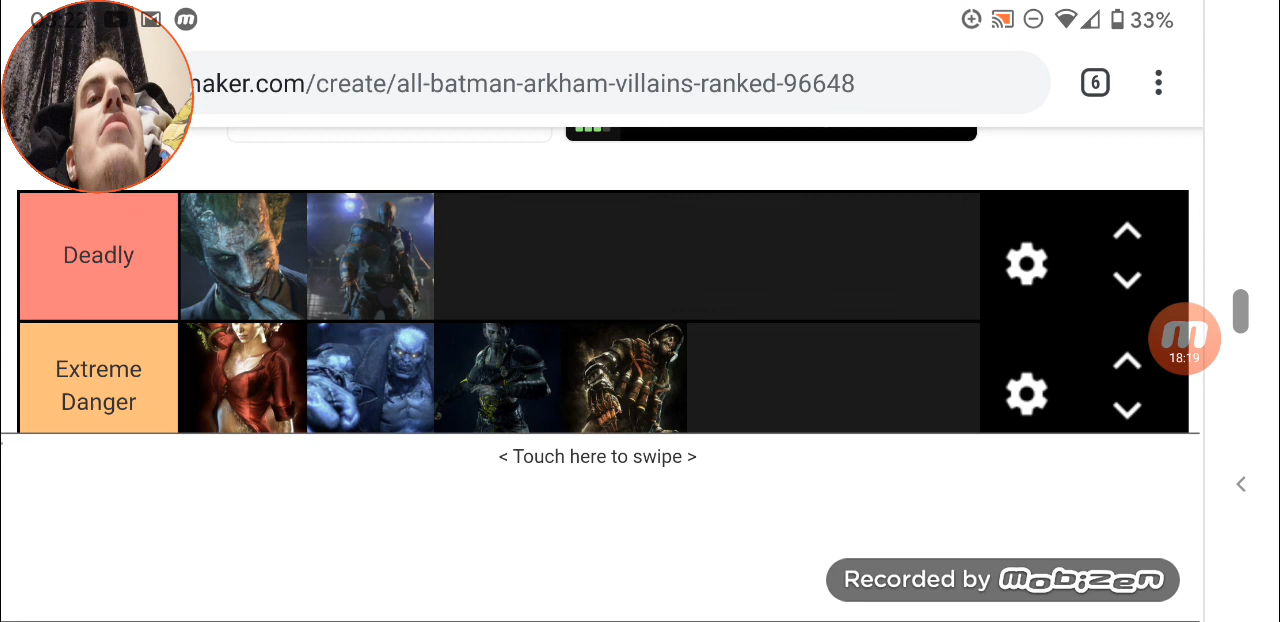 33%
naker.com/create/all-batman-arkham-villains-ranked-96648
6
Deadly
Extreme
Danger
18:19
< Touch here to swipe >
Recorded by mobizen